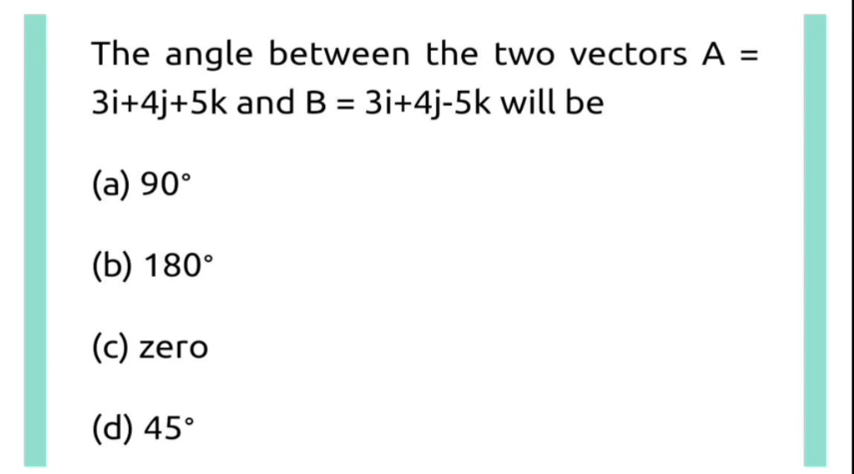 The angle between the two vectors A =
3i+4j+5k and B = 3i+4j-5k will be
(a) 90°
(b) 180°
(c) zero
(d) 45°